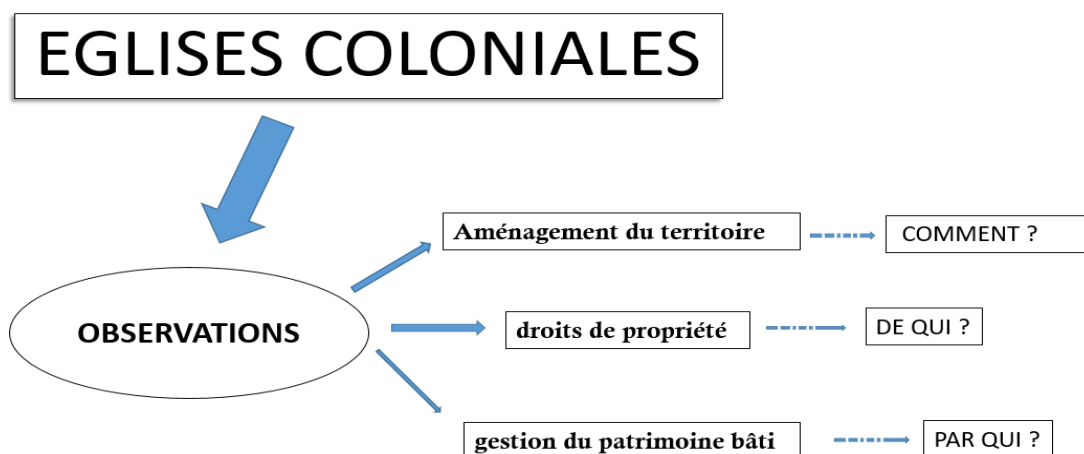 EGLISES COLONIALES
Aménagement du territoire
COMMENT ?
OBSERVATIONS
droits de propriété
DE QUI ?
gestion du patrimoine bâti
PAR QUI ?